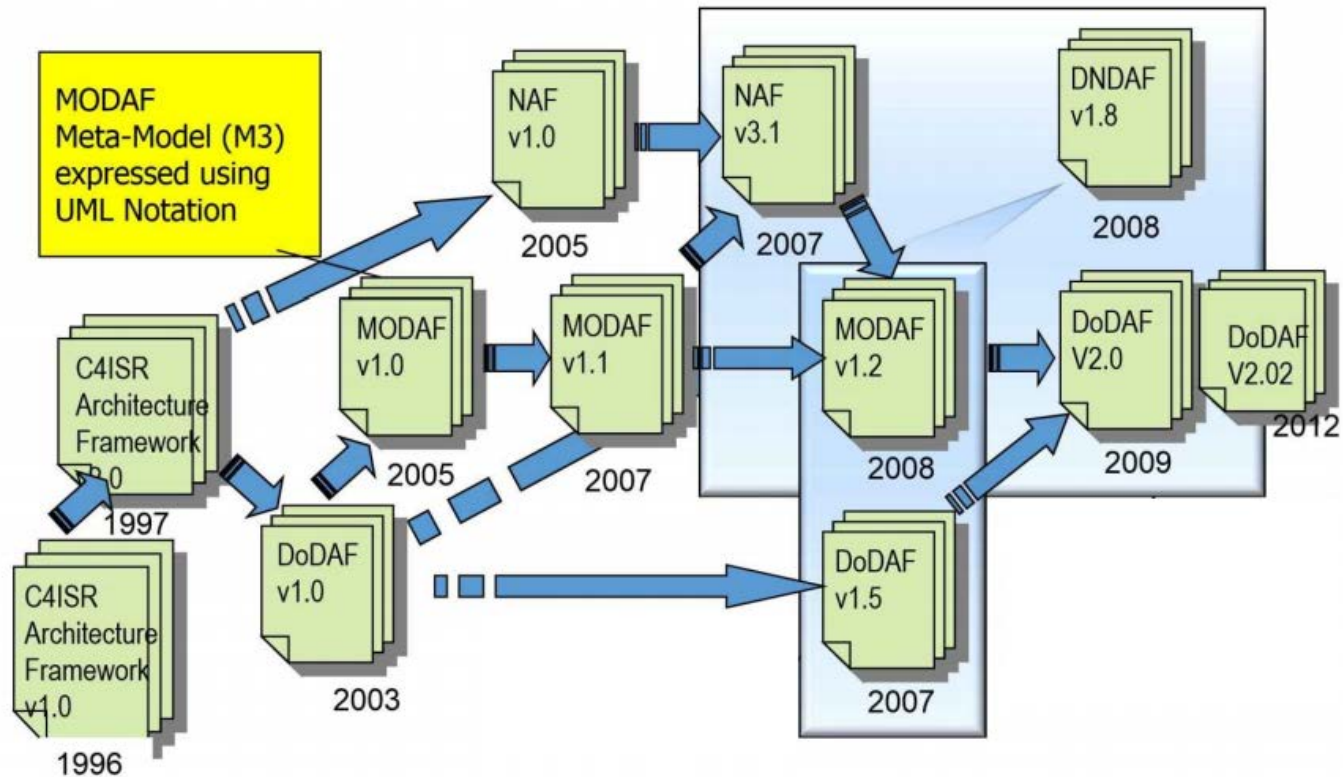 MODAF
Meta-Model (M3)
expressed using
UML Notation
NAF
v1.0
2005
NAF
v3.1
2007
DNDAF
v1.8
2008
C4ISR
Architecture
Framework
1997
MODAF
v1.0
2005
MODAF
v1.1
2007
MODAF
v1.2
2008
DoDAF
V2.0
2009
DoDAF
V2.02
2012
C4ISR
Architecture
Framework
v1.0
1996
DoDAF
v1.0
2003
DoDAF
v1.5
2007